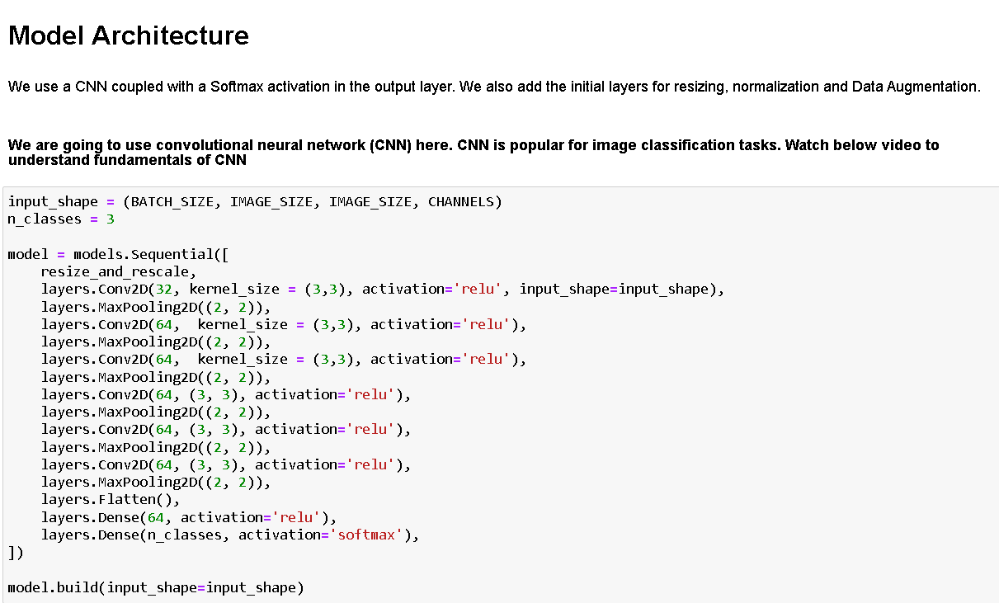 Model Architecture
We use a CNN coupled with a Softmax activation in the output layer. We also add the initial layers for resizing, normalization and Data Augmentation.
We are going to use convolutional neural network (CNN) here. CNN is popular for image classification tasks. Watch below video to
understand fundamentals of CNN
input_shape = (BATCH_SIZE, IMAGE_SIZE, IMAGE_SIZE, CHANNELS)
n_classes = 3
model = models.Sequential([
    resize_and_rescale,
    layers.Conv2D(32, kernel_size = (3,3), activation='relu', input_shape=input_shape),
    layers.MaxPooling2D((2, 2)),
    layers.Conv2D(64,  kernel_size = (3,3), activation='relu'),
    layers.MaxPooling2D((2, 2)),
    layers.Conv2D(64,  kernel_size = (3,3), activation='relu'),
    layers.MaxPooling2D((2, 2)),
    layers.Conv2D(64, (3, 3), activation='relu'),
    layers.MaxPooling2D((2, 2)),
    layers.Conv2D(64, (3, 3), activation='relu'),
    layers.MaxPooling2D((2, 2)),
    layers.Conv2D(64, (3, 3), activation='relu'),
    layers.MaxPooling2D((2, 2)),
    layers.Flatten(),
    layers.Dense(64, activation='relu'),
    layers.Dense(n_classes, activation='softmax'),
])
model.build(input_shape=input_shape)